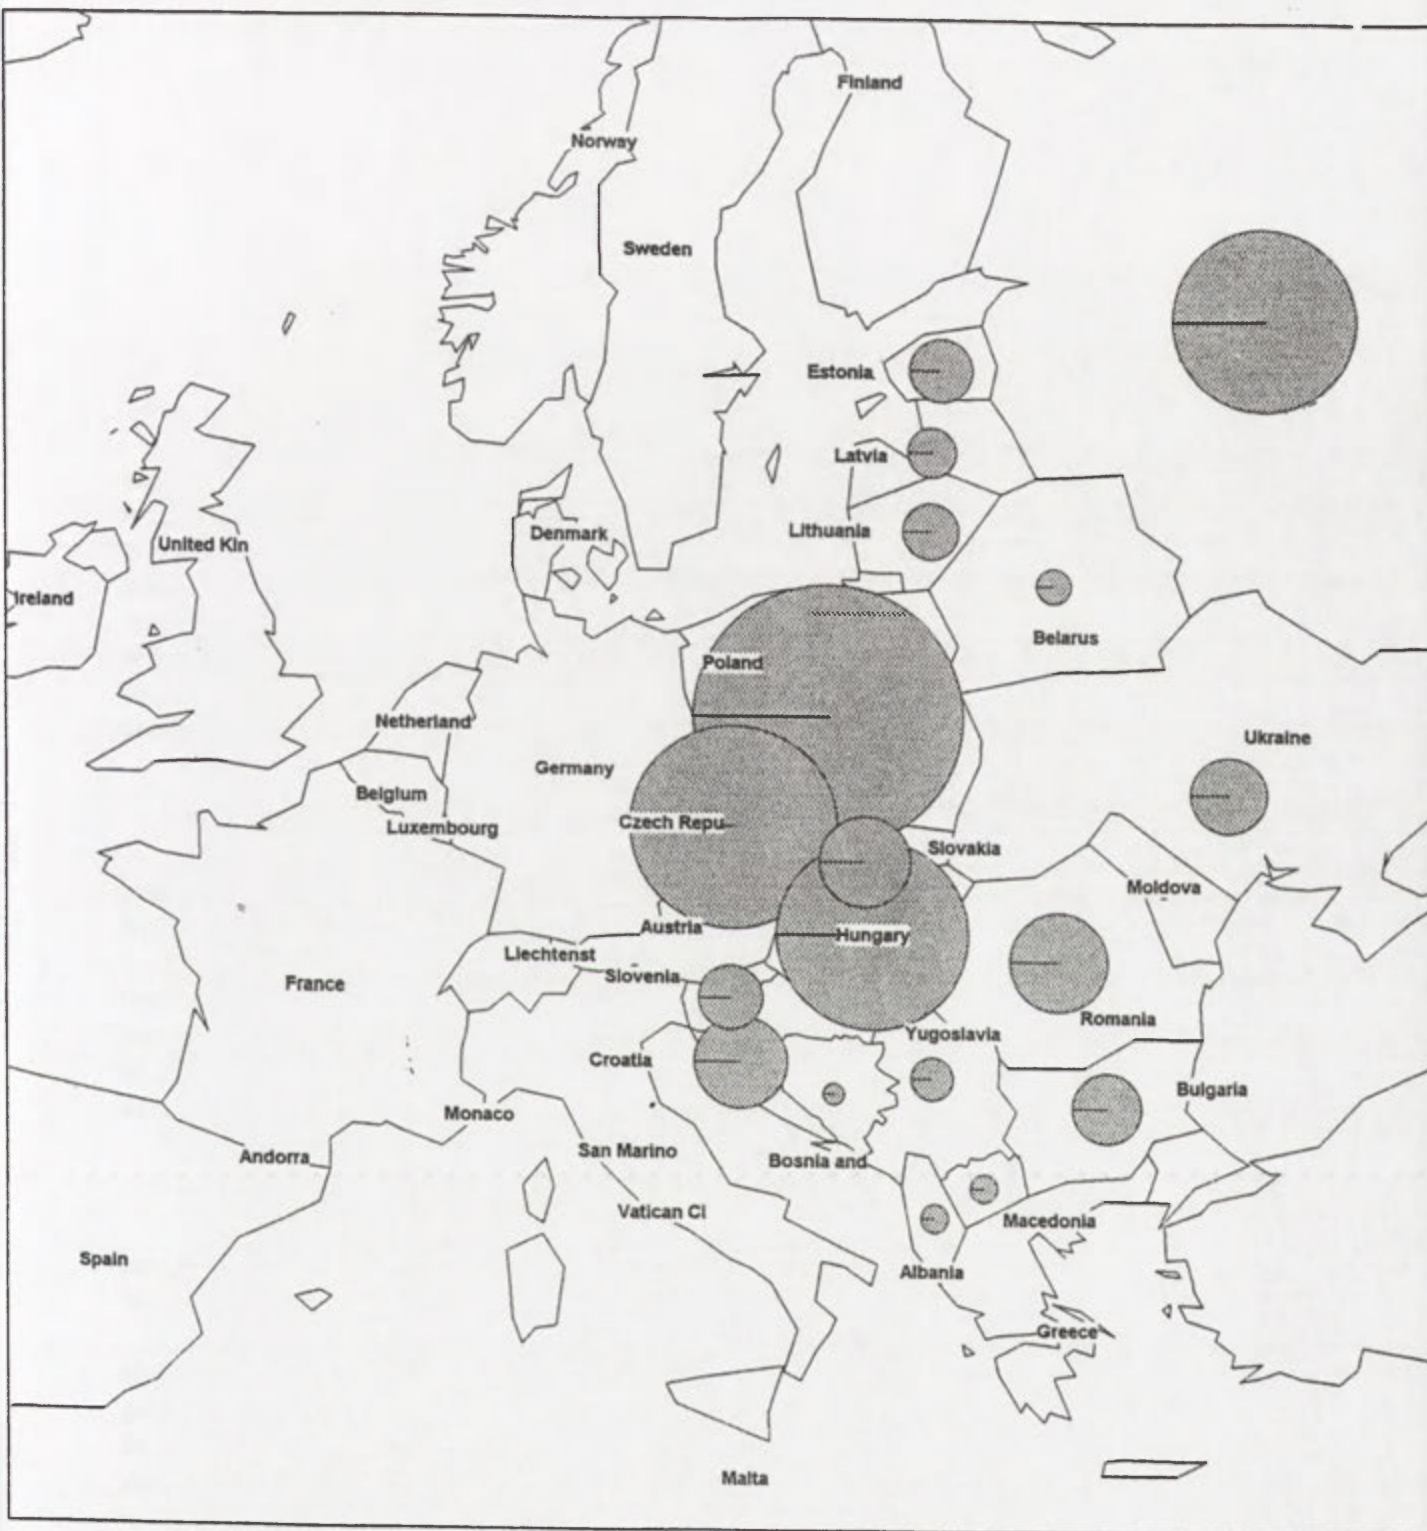 Finland
Norway
Sweden
Estonia
Latvia
Lithuania
Denmark
United Kin
Ireland
Belarus
Poland
Netherland
Ukraine
Germany
Belgium
Czech Repu
Luxembourg
Slovakia
Moldova
Austria
Hungary
Liechtenst
Slovenia
France
Romania
Yugoslavia
Croatia
Bulgaria
Monaco
San Marino
Andorra
Bosnia and
Vatican Ci
Macedonia
Spain
Albania
Greece
Malta